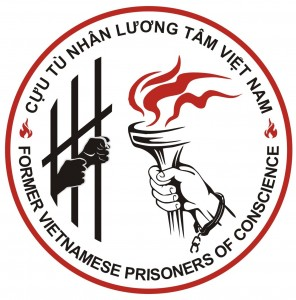 CỰU TÙ NHÂN LƯƠNG TÂM VIỆT NAM
FORMER VIETNAMESE PRISONERS OF CONSCIENCE